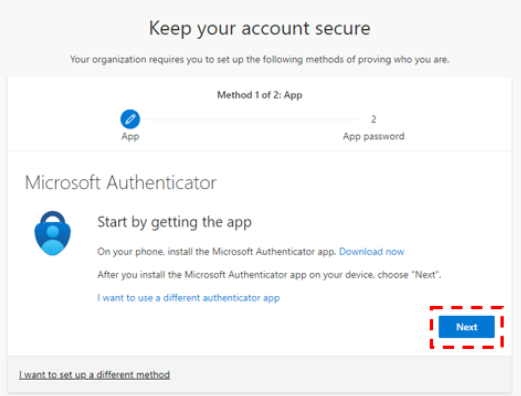 Keep your account secure
Your organization requires you to set up the following methods of proving who you are.
Method 1 of 2: App
App
2
App password
Microsoft Authenticator
Start by getting the app
On your phone, install the Microsoft Authenticator app. Download now
After you install the Microsoft Authenticator app on your device, choose "Next".
I want to use a different authenticator app
Next
I want to set up a different method